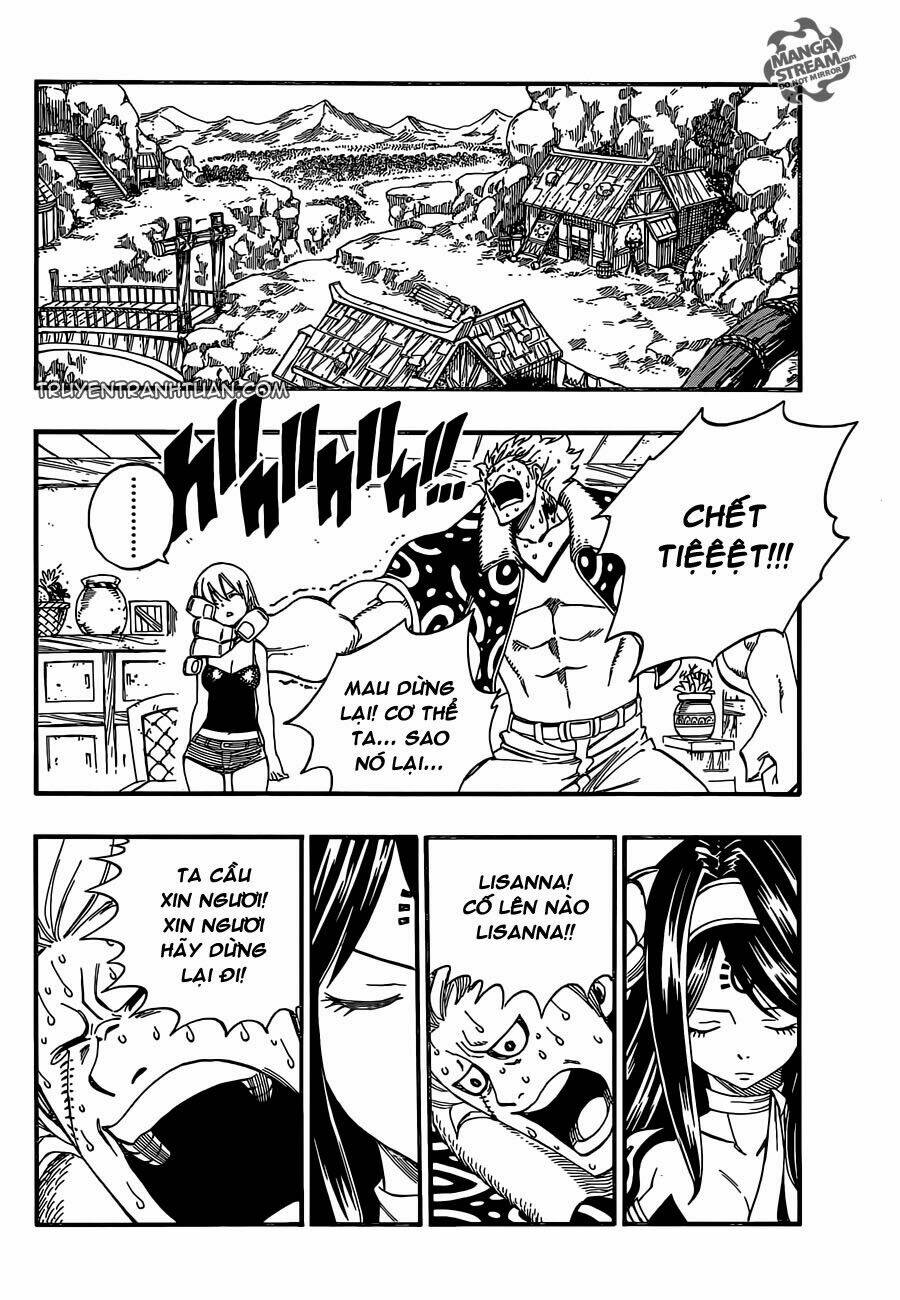 MANGA
STREAM.com
DO NOT MIRROR
TRUYENTRANHTUAN.COM
CHẾT
TIỆỆỆT!!!
..........
MAU DỪNG
LẠI! CƠ THỂ
TA... SAO
NÓ LẠI...
LISANNA!
CỐ LÊN NÀO
LISANNA!!
TA CẦU
XIN NGƯƠI!
XIN NGƯƠI
HÃY DỪNG
LẠI ĐI!